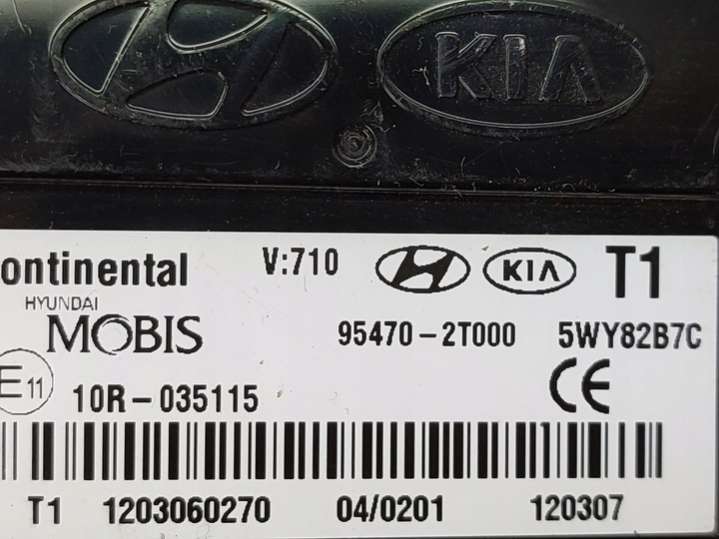 KIA
ontinental V:710 KIA T1
HYUNDAI
MOBIS 95470-2T000 5WY82B7C
E11 10R-035115 CE
T1 1203060270 04/0201 120307